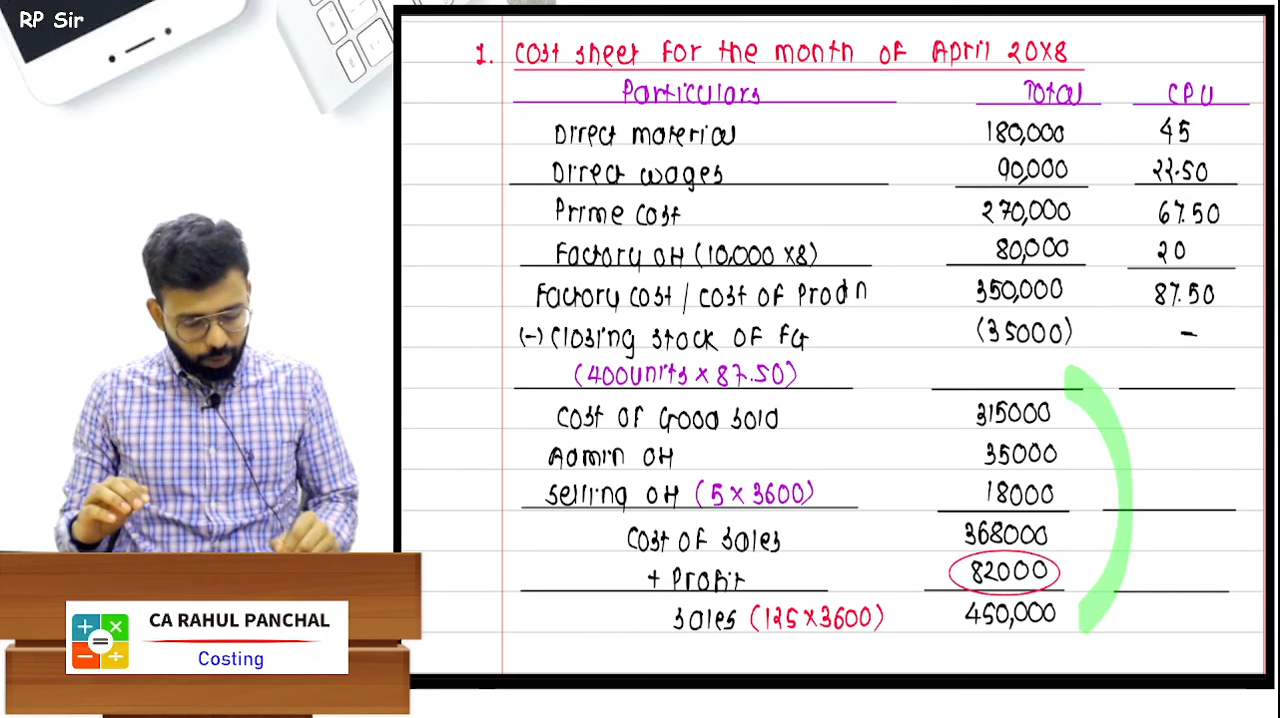 RP Sir
1. Cost sheet for the month of April 20X8
Particulars Total CPU
Direct material 180,000 45
Direct wages 90,000 22.50
Prime cost 270,000 67.50
Factory OH (10,000 x8) 80,000 20
Factory cost / cost of Prodn 350,000 87.50
(-) Closing stock of FG (35000) -
(400units x 87.50)
Cost of Good sold 315000
Admin OH 35000
Selling OH (5 x 3600) 18000
Cost of sales 368000
+ Profit 82000
Sales (125 x 3600) 450,000
CA RAHUL PANCHAL
Costing